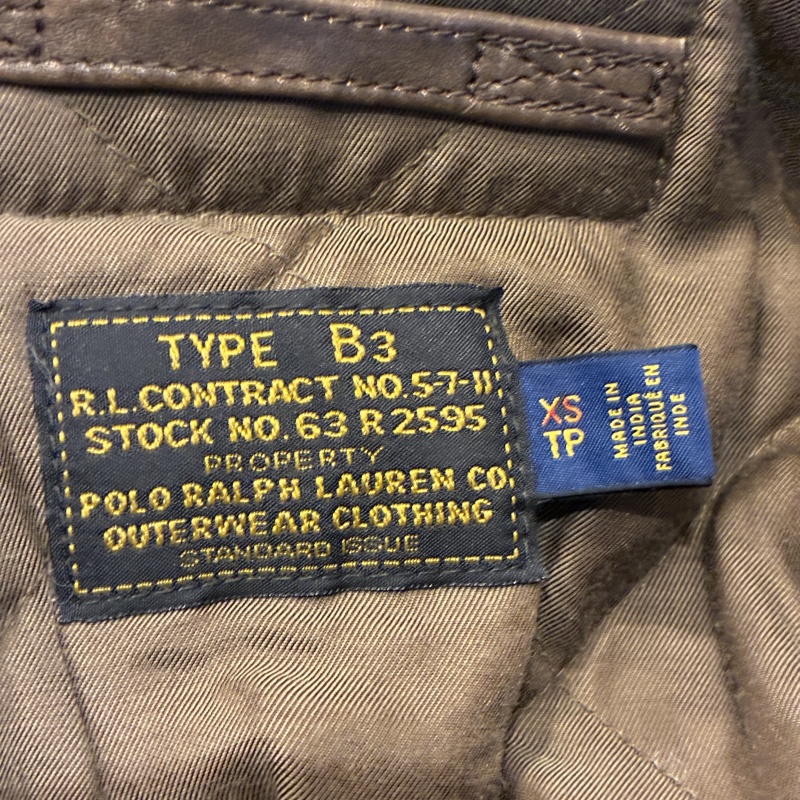 TYPE B3
R.L.CONTRACT NO.5-7-11
STOCK NO.63 R 2595
PROPERTY
POLO RALPH LAUREN CO.
OUTERWEAR CLOTHING
STANDARD ISSUE
XS
TP
MADE IN
INDIA
FABRIQUÉ EN
INDE